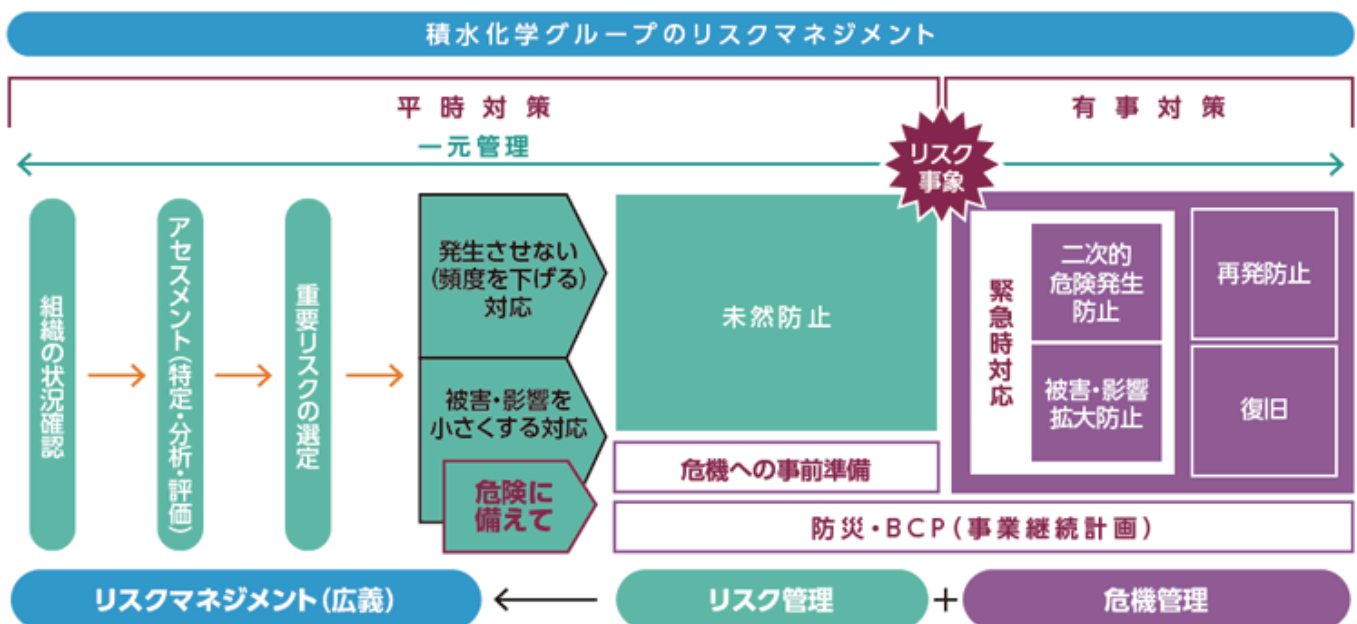 積水化学グループのリスクマネジメント
平時対策
有事対策
一元管理
リスク
事象
組織の状況確認
アセスメント(特定・分析・評価)
重要リスクの選定
発生させない
(頻度を下げる)
対応
被害・影響を
小さくする対応
危険に
備えて
未然防止
危機への事前準備
緊急時対応
二次的
危険発生
防止
被害・影響
拡大防止
再発防止
復旧
防災・BCP(事業継続計画)
リスクマネジメント(広義)
リスク管理
+
危機管理